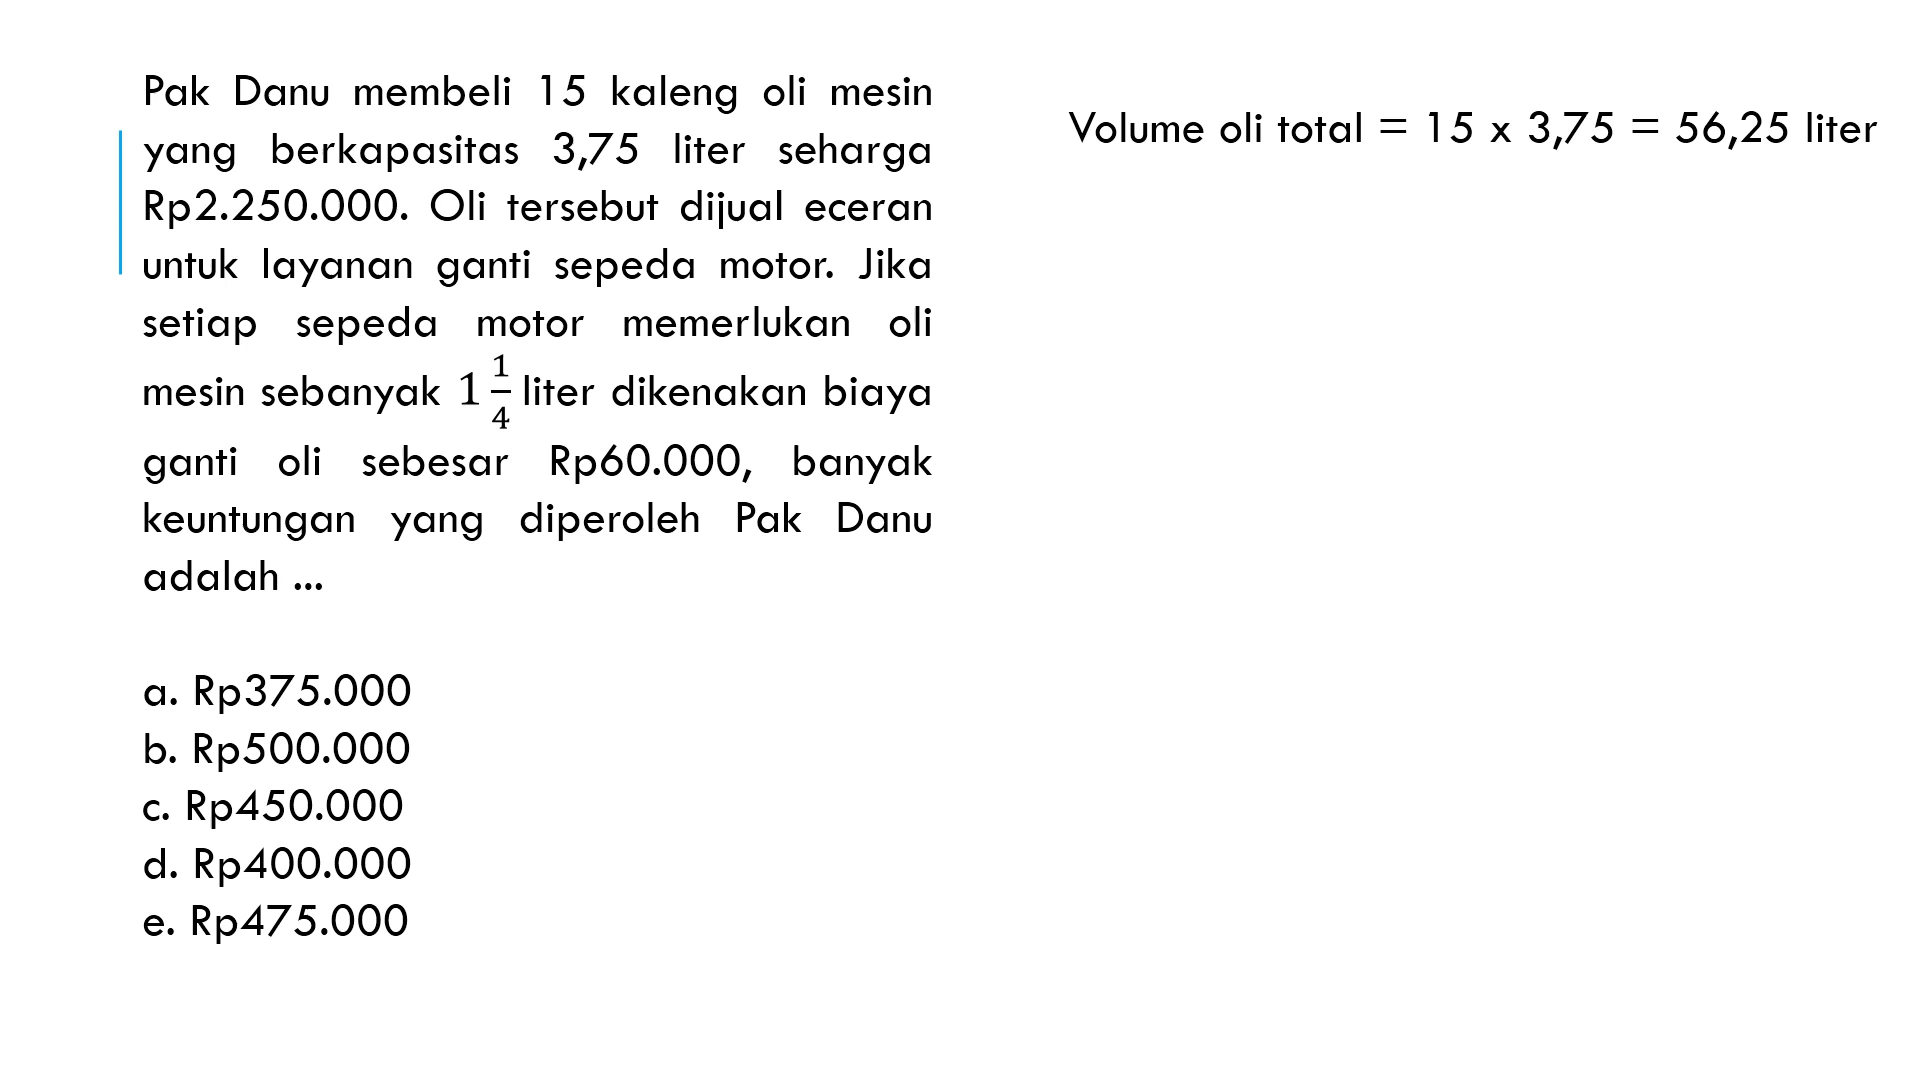 Pak Danu membeli 15 kaleng oli mesin
yang berkapasitas 3,75 liter seharga
Rp2.250.000. Oli tersebut dijual eceran
untuk layanan ganti sepeda motor. Jika
setiap sepeda motor memerlukan oli
mesin sebanyak 1 1/4 liter dikenakan biaya
ganti oli sebesar Rp60.000, banyak
keuntungan yang diperoleh Pak Danu
adalah ...
a. Rp375.000
b. Rp500.000
c. Rp450.000
d. Rp400.000
e. Rp475.000
Volume oli total = 15 x 3,75 = 56,25 liter